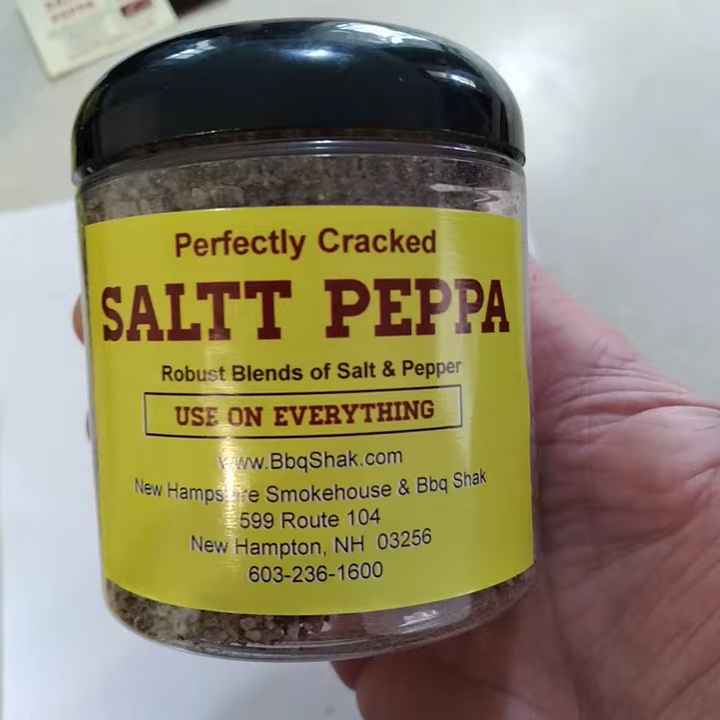 Perfectly Cracked
SALTT PEPPA
Robust Blends of Salt & Pepper
USE ON EVERYTHING
www.BbqShak.com
New Hampshire Smokehouse & Bbq Shak
599 Route 104
New Hampton, NH 03256
603-236-1600